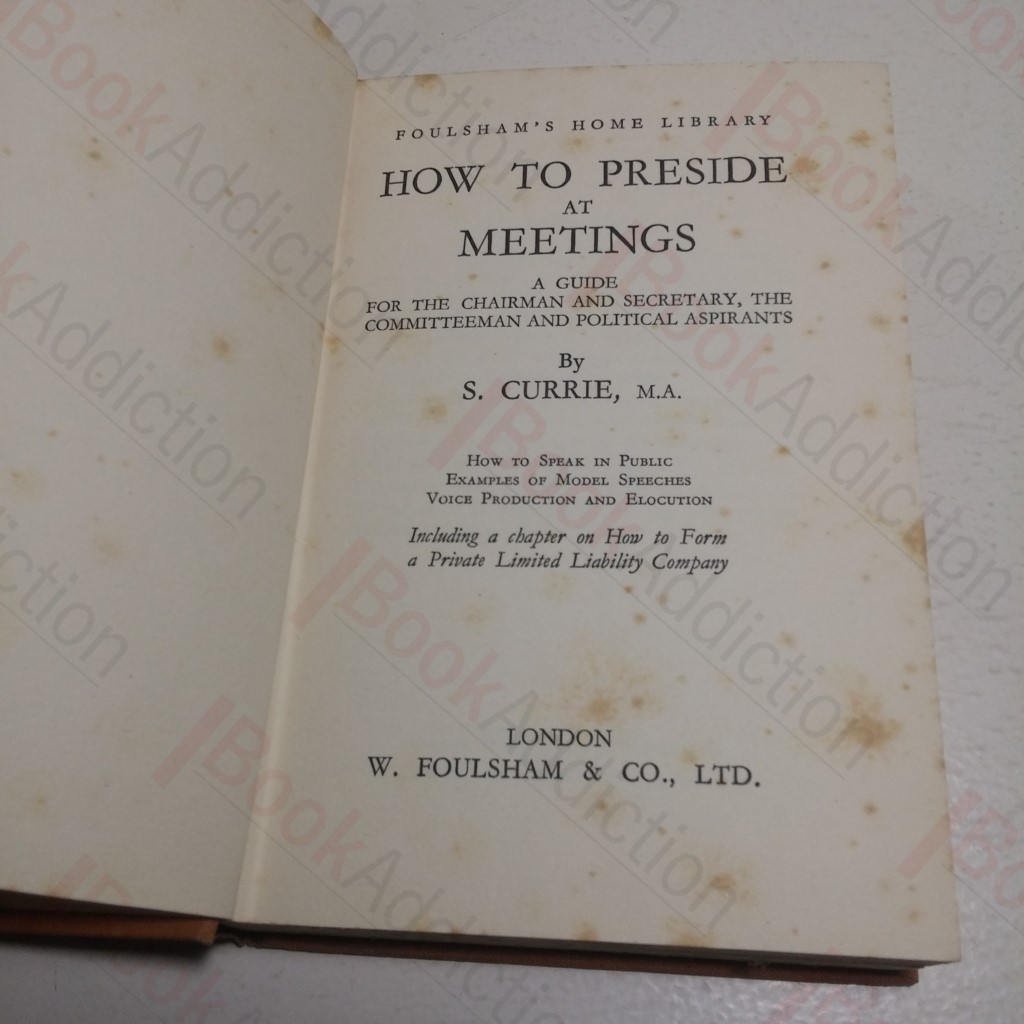 FOULSHAM'S HOME LIBRARY
HOW TO PRESIDE
AT
MEETINGS
A GUIDE
FOR THE CHAIRMAN AND SECRETARY, THE
COMMITTEEMAN AND POLITICAL ASPIRANTS
By
S. CURRIE, M.A.
HOW TO SPEAK IN PUBLIC
EXAMPLES OF MODEL SPEECHES
VOICE PRODUCTION AND ELOCUTION
Including a chapter on How to Form
a Private Limited Liability Company
LONDON
W. FOULSHAM & CO., LTD.
BookAddiction